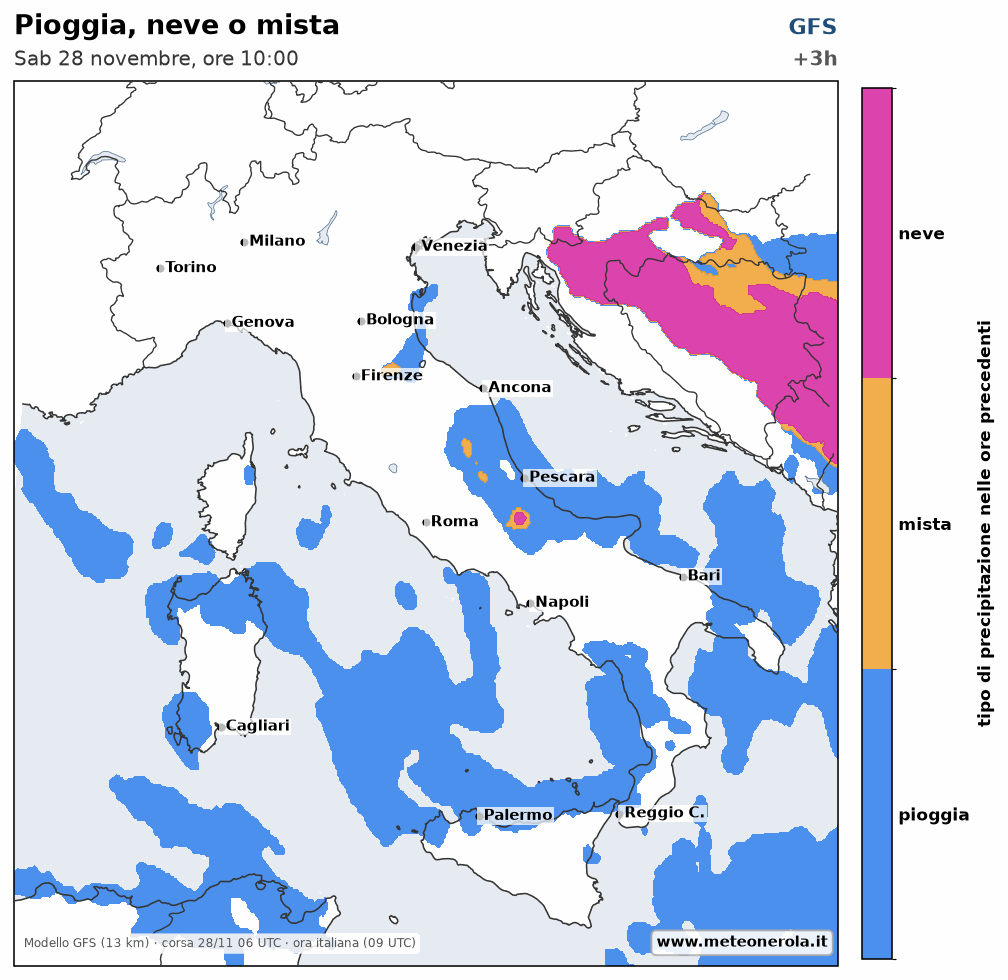 Pioggia, neve o mista
GFS
Sab 28 novembre, ore 10:00
+3h
Milano
Venezia
Torino
Genova
Bologna
Firenze
Ancona
Pescara
Roma
Bari
Napoli
Cagliari
Palermo
Reggio C.
neve
mista
pioggia
tipo di precipitazione nelle ore precedenti
Modello GFS (13 km) · corsa 28/11 06 UTC · ora italiana (09 UTC)
www.meteonerola.it